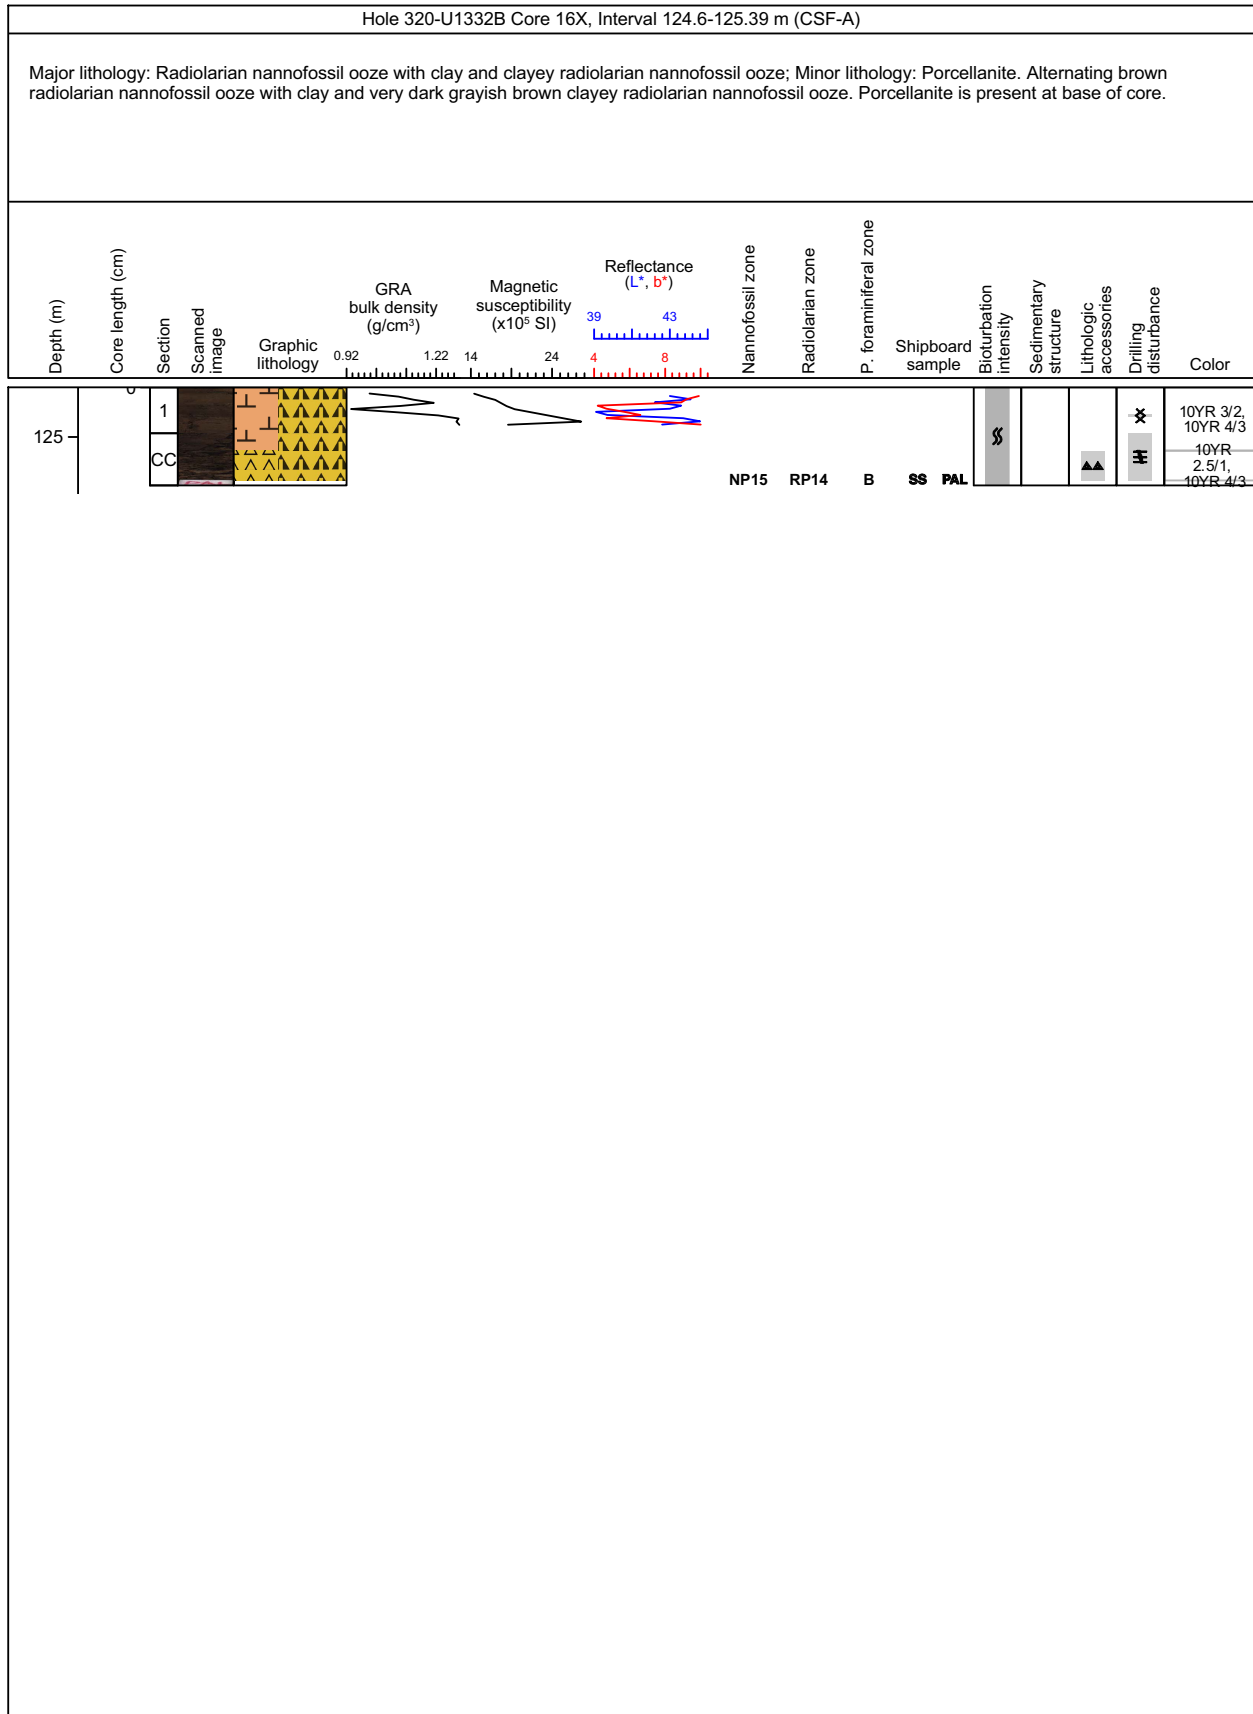 Hole 320-U1332B Core 16X, Interval 124.6-125.39 m (CSF-A)
Major lithology: Radiolarian nannofossil ooze with clay and clayey radiolarian nannofossil ooze; Minor lithology: Porcellanite. Alternating brown
radiolarian nannofossil ooze with clay and very dark grayish brown clayey radiolarian nannofossil ooze. Porcellanite is present at base of core.
Depth (m)
Core length (cm)
Section
Scanned
image
Graphic
lithology
GRA
bulk density
(g/cm³)
0.92 1.22
Magnetic
susceptibility
(x10⁵ SI)
14 24
Reflectance
(L*, b*)
39 43
4 8
Nannofossil zone
Radiolarian zone
P. foraminiferal zone
Shipboard
sample
Bioturbation
intensity
Sedimentary
structure
Lithologic
accessories
Drilling
disturbance
Color
0
1
125
CC
NP15 RP14 B SS PAL
10YR 3/2,
10YR 4/3
10YR
2.5/1,
10YR 4/3